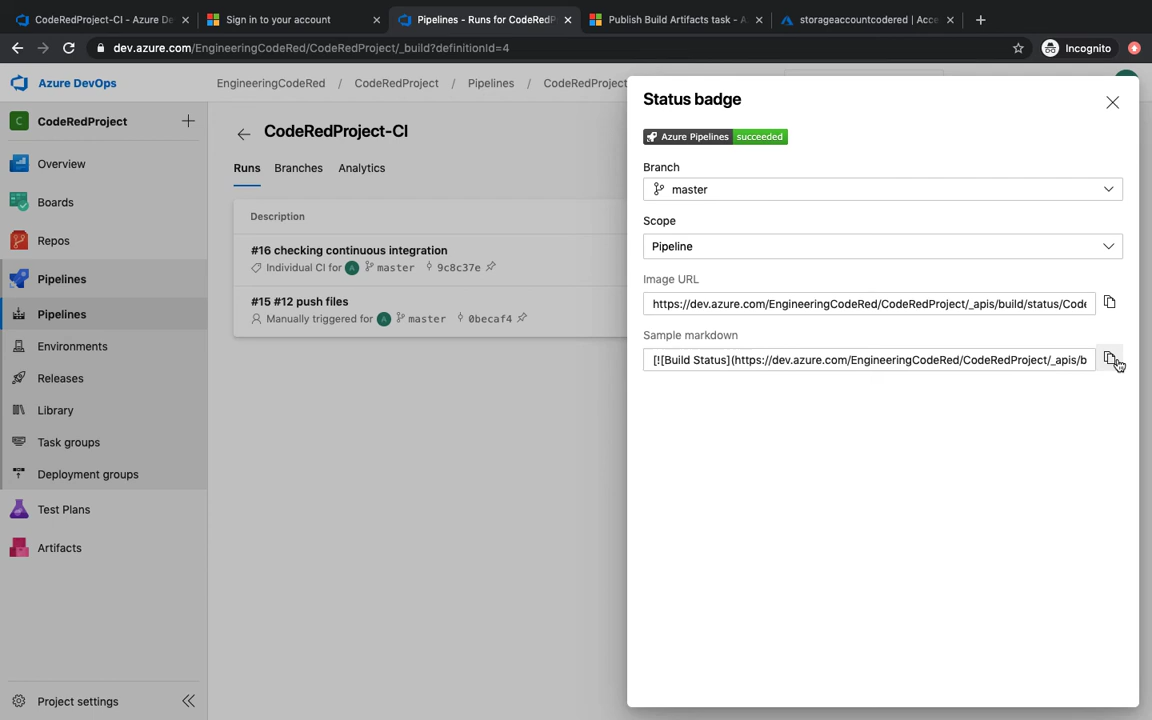 CodeRedProject-CI - Azure De
Sign in to your account
Pipelines - Runs for CodeRedP
Publish Build Artifacts task - A
storageaccountcodered | Acce
dev.azure.com/EngineeringCodeRed/CodeRedProject/_build?definitionId=4
Incognito
Azure DevOps
EngineeringCodeRed / CodeRedProject / Pipelines / CodeRedProject
C CodeRedProject
Overview
Boards
Repos
Pipelines
Pipelines
Environments
Releases
Library
Task groups
Deployment groups
Test Plans
Artifacts
Project settings
CodeRedProject-CI
Runs Branches Analytics
Description
#16 checking continuous integration
Individual CI for A master 9c8c37e
#15 #12 push files
Manually triggered for A master 0becaf4
Status badge
Azure Pipelines succeeded
Branch
master
Scope
Pipeline
Image URL
https://dev.azure.com/EngineeringCodeRed/CodeRedProject/_apis/build/status/Code
Sample markdown
[![Build Status](https://dev.azure.com/EngineeringCodeRed/CodeRedProject/_apis/b